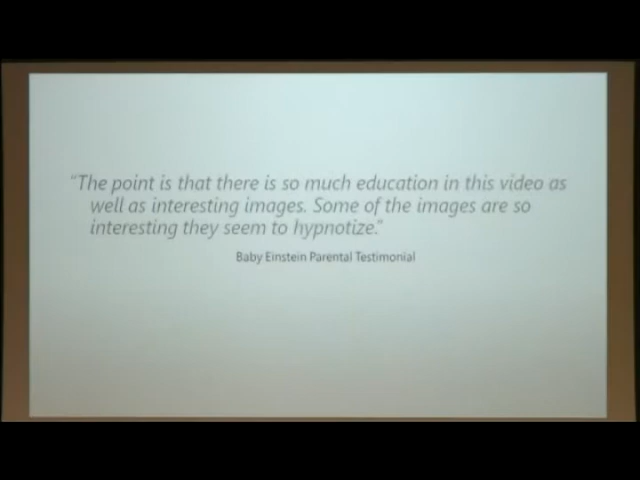 "The point is that there is so much education in this video as
well as interesting images. Some of the images are so
interesting they seem to hypnotize."
Baby Einstein Parental Testimonial